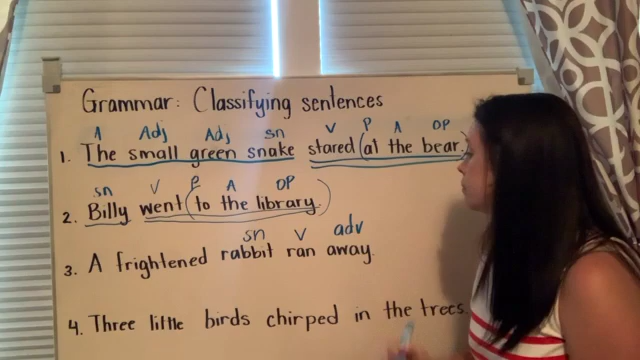 Grammar: Classifying sentences
A Adj Adj sn V P A OP
1. The small green snake stared (at the bear.)
sn V P A OP
2. Billy went (to the library.)
sn V adv
3. A frightened rabbit ran away.
4. Three little birds chirped in the trees.